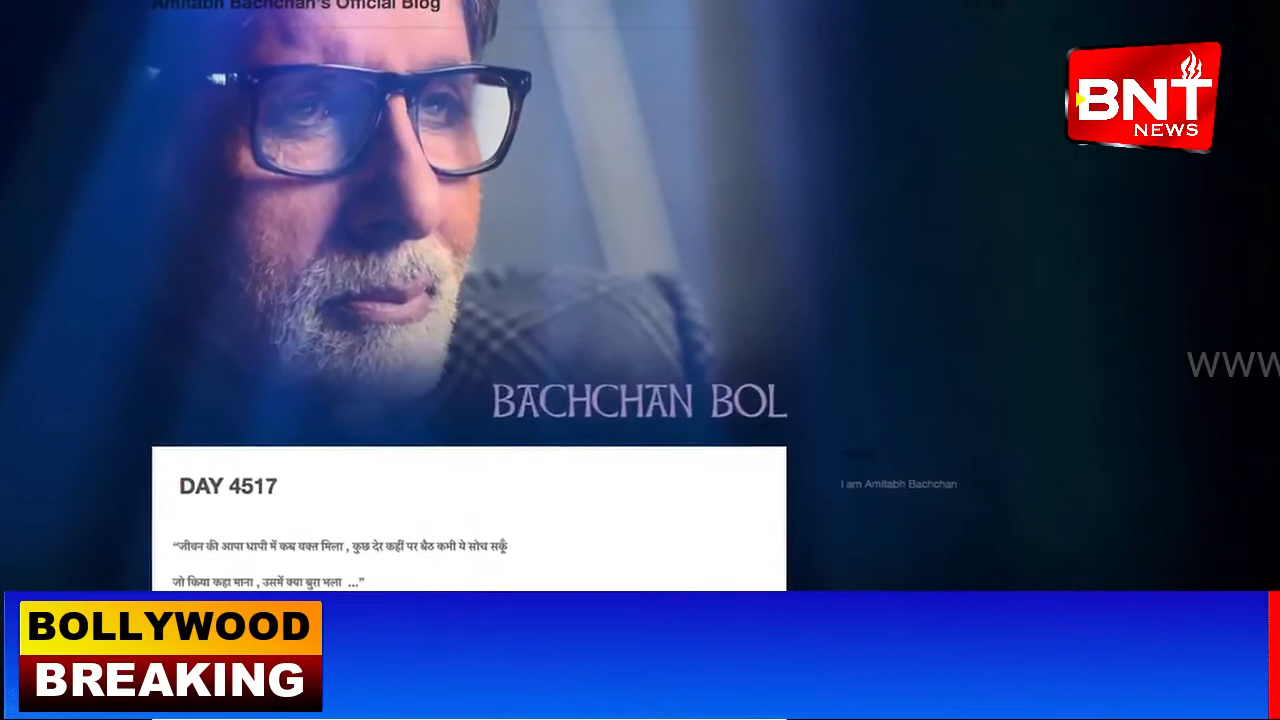 Amitabh Bachchan's Official Blog
BNT
NEWS
WWW
BACHCHAN BOL
DAY 4517
I am Amitabh Bachchan
“जीवन की आपा धापी में कब वक्त मिला , कुछ देर कहीं पर बैठ कभी ये सोच सकूँ
जो किया कहा माना , उसमें क्या बुरा भला ...”
BOLLYWOOD
BREAKING